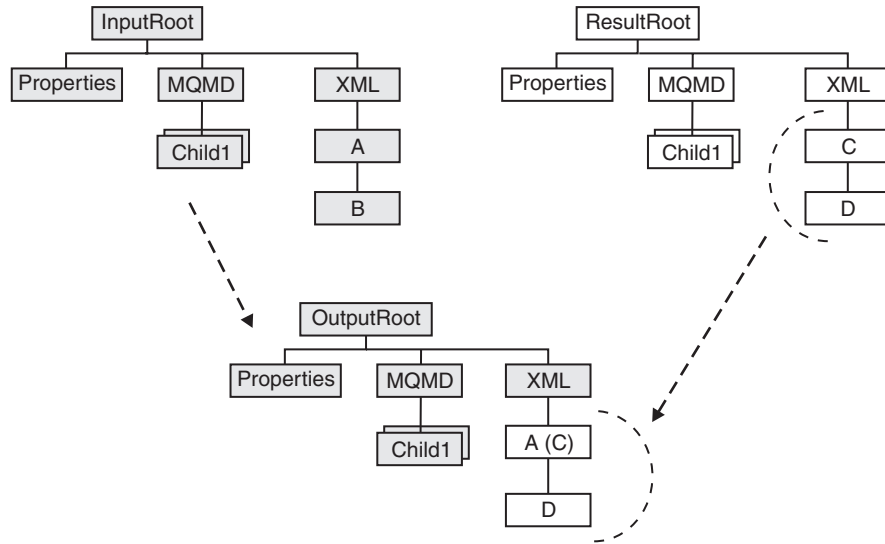 InputRoot
Properties
MQMD
XML
Child1
A
B
ResultRoot
Properties
MQMD
XML
Child1
C
D
OutputRoot
Properties
MQMD
XML
Child1
A (C)
D